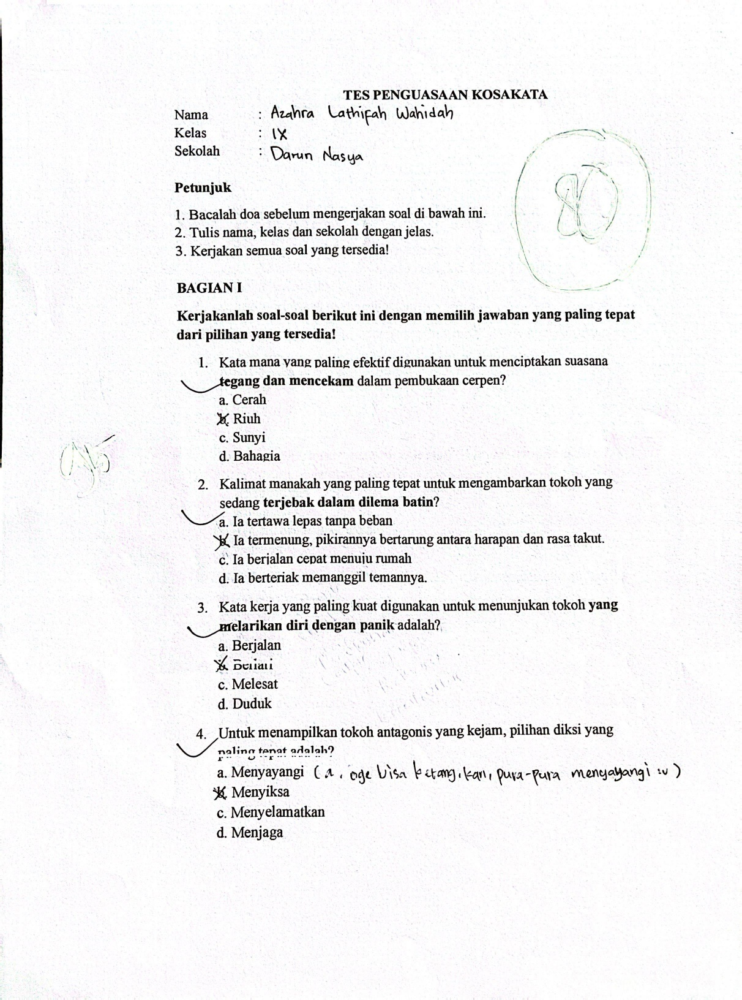 TES PENGUASAAN KOSAKATA
Nama : Azahra Lathifah Wahidah
Kelas : IX
Sekolah : Darun Nasya
80
Petunjuk
1. Bacalah doa sebelum mengerjakan soal di bawah ini.
2. Tulis nama, kelas dan sekolah dengan jelas.
3. Kerjakan semua soal yang tersedia!
BAGIAN I
Kerjakanlah soal-soal berikut ini dengan memilih jawaban yang paling tepat
dari pilihan yang tersedia!
1. Kata mana yang paling efektif digunakan untuk menciptakan suasana
tegang dan mencekam dalam pembukaan cerpen?
a. Cerah
b. Riuh
c. Sunyi
d. Bahagia
2. Kalimat manakah yang paling tepat untuk mengambarkan tokoh yang
sedang terjebak dalam dilema batin?
a. Ia tertawa lepas tanpa beban
b. Ia termenung, pikirannya bertarung antara harapan dan rasa takut.
c. Ia berjalan cepat menuju rumah
d. Ia berteriak memanggil temannya.
3. Kata kerja yang paling kuat digunakan untuk menunjukan tokoh yang
melarikan diri dengan panik adalah?
a. Berjalan
b. Berlari
c. Melesat
d. Duduk
4. Untuk menampilkan tokoh antagonis yang kejam, pilihan diksi yang
paling tepat adalah?
a. Menyayangi (a, oge bisa kan, pura-pura menyayangi :v)
b. Menyiksa
c. Menyelamatkan
d. Menjaga